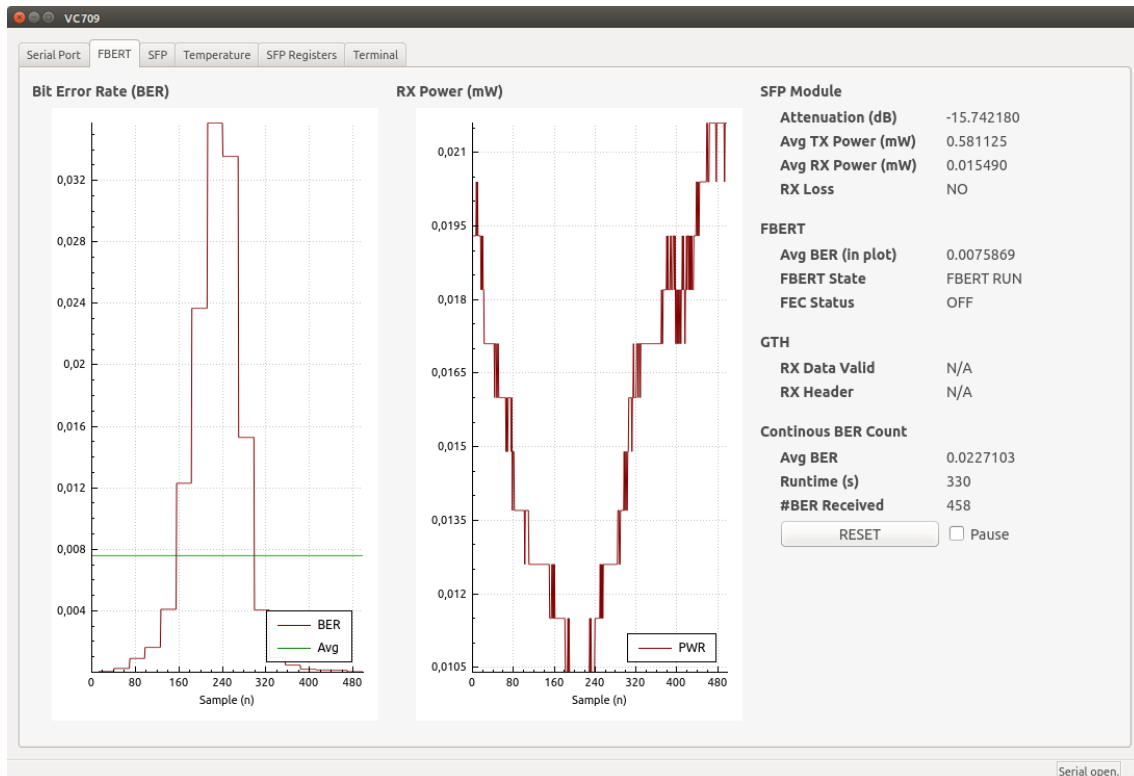 VC709
Serial Port FBERT SFP Temperature SFP Registers Terminal
Bit Error Rate (BER)
0,032
0,028
0,024
0,02
0,016
0,012
0,008
0,004
0 80 160 240 320 400 480
Sample (n)
BER
Avg
RX Power (mW)
0,021
0,0195
0,018
0,0165
0,015
0,0135
0,012
0,0105
0 80 160 240 320 400 480
Sample (n)
PWR
SFP Module
Attenuation (dB) -15.742180
Avg TX Power (mW) 0.581125
Avg RX Power (mW) 0.015490
RX Loss NO
FBERT
Avg BER (in plot) 0.0075869
FBERT State FBERT RUN
FEC Status OFF
GTH
RX Data Valid N/A
RX Header N/A
Continous BER Count
Avg BER 0.0227103
Runtime (s) 330
#BER Received 458
RESET Pause
Serial open.